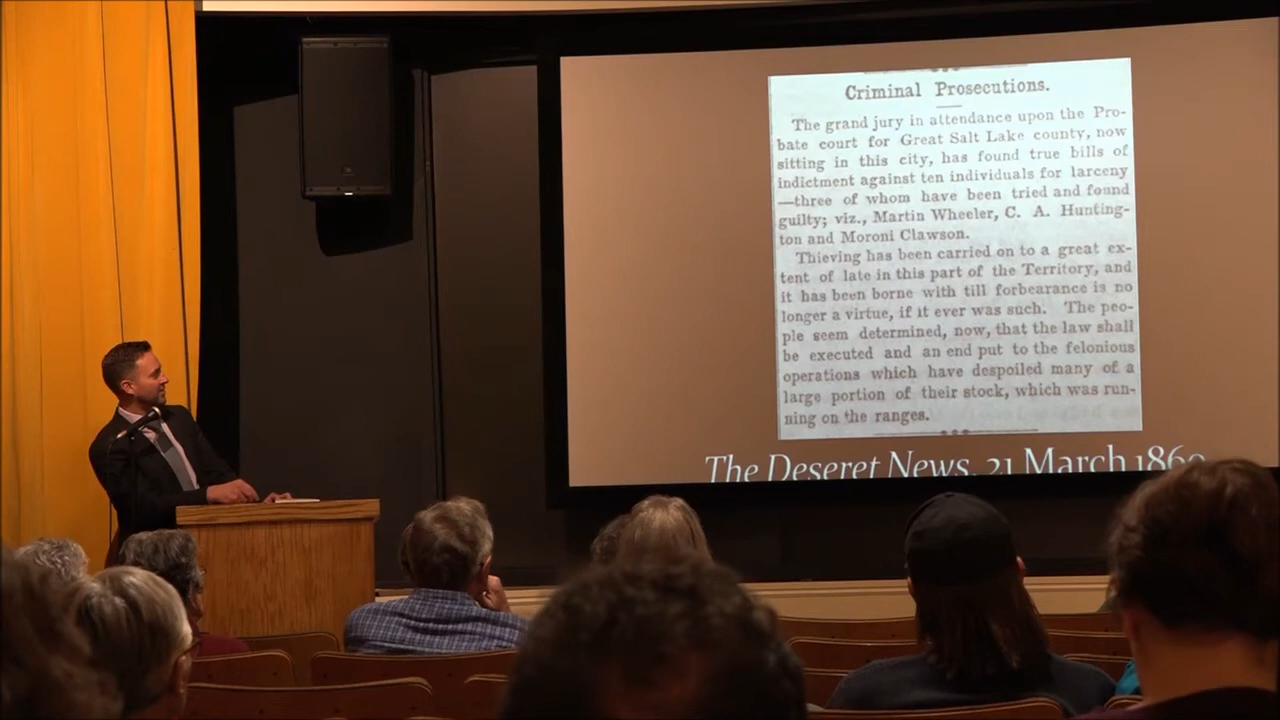 Criminal Prosecutions.
The grand jury in attendance upon the Pro-
bate court for Great Salt Lake county, now
sitting in this city, has found true bills of
indictment against ten individuals for larceny
—three of whom have been tried and found
guilty; viz., Martin Wheeler, C. A. Hunting-
ton and Moroni Clawson.
Thieving has been carried on to a great ex-
tent of late in this part of the Territory, and
it has been borne with till forbearance is no
longer a virtue, if it ever was such. The peo-
ple seem determined, now, that the law shall
be executed and an end put to the felonious
operations which have despoiled many of a
large portion of their stock, which was run-
ning on the ranges.
The Deseret News, 21 March 1860